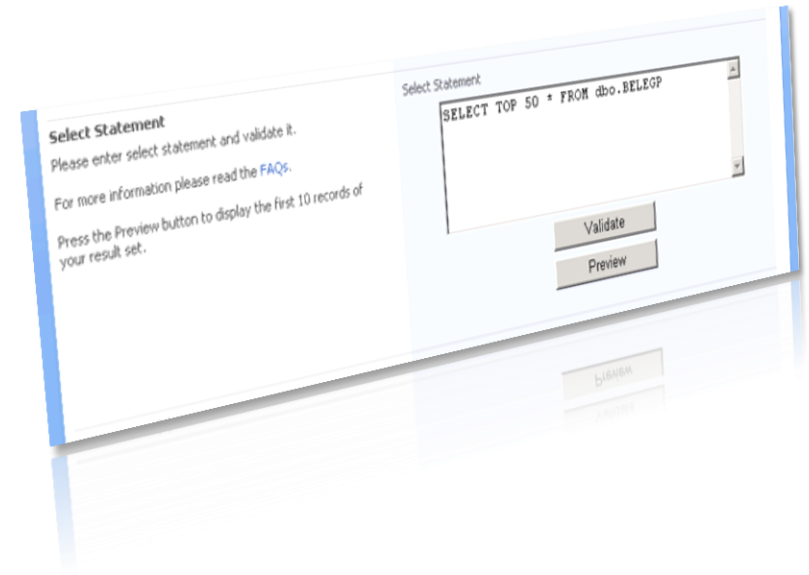 Select Statement
Please enter select statement and validate it.
For more information please read the FAQs.
Press the Preview button to display the first 10 records of
your result set.
Select Statement
SELECT TOP 50 * FROM dbo.BELEGP
Validate
Preview